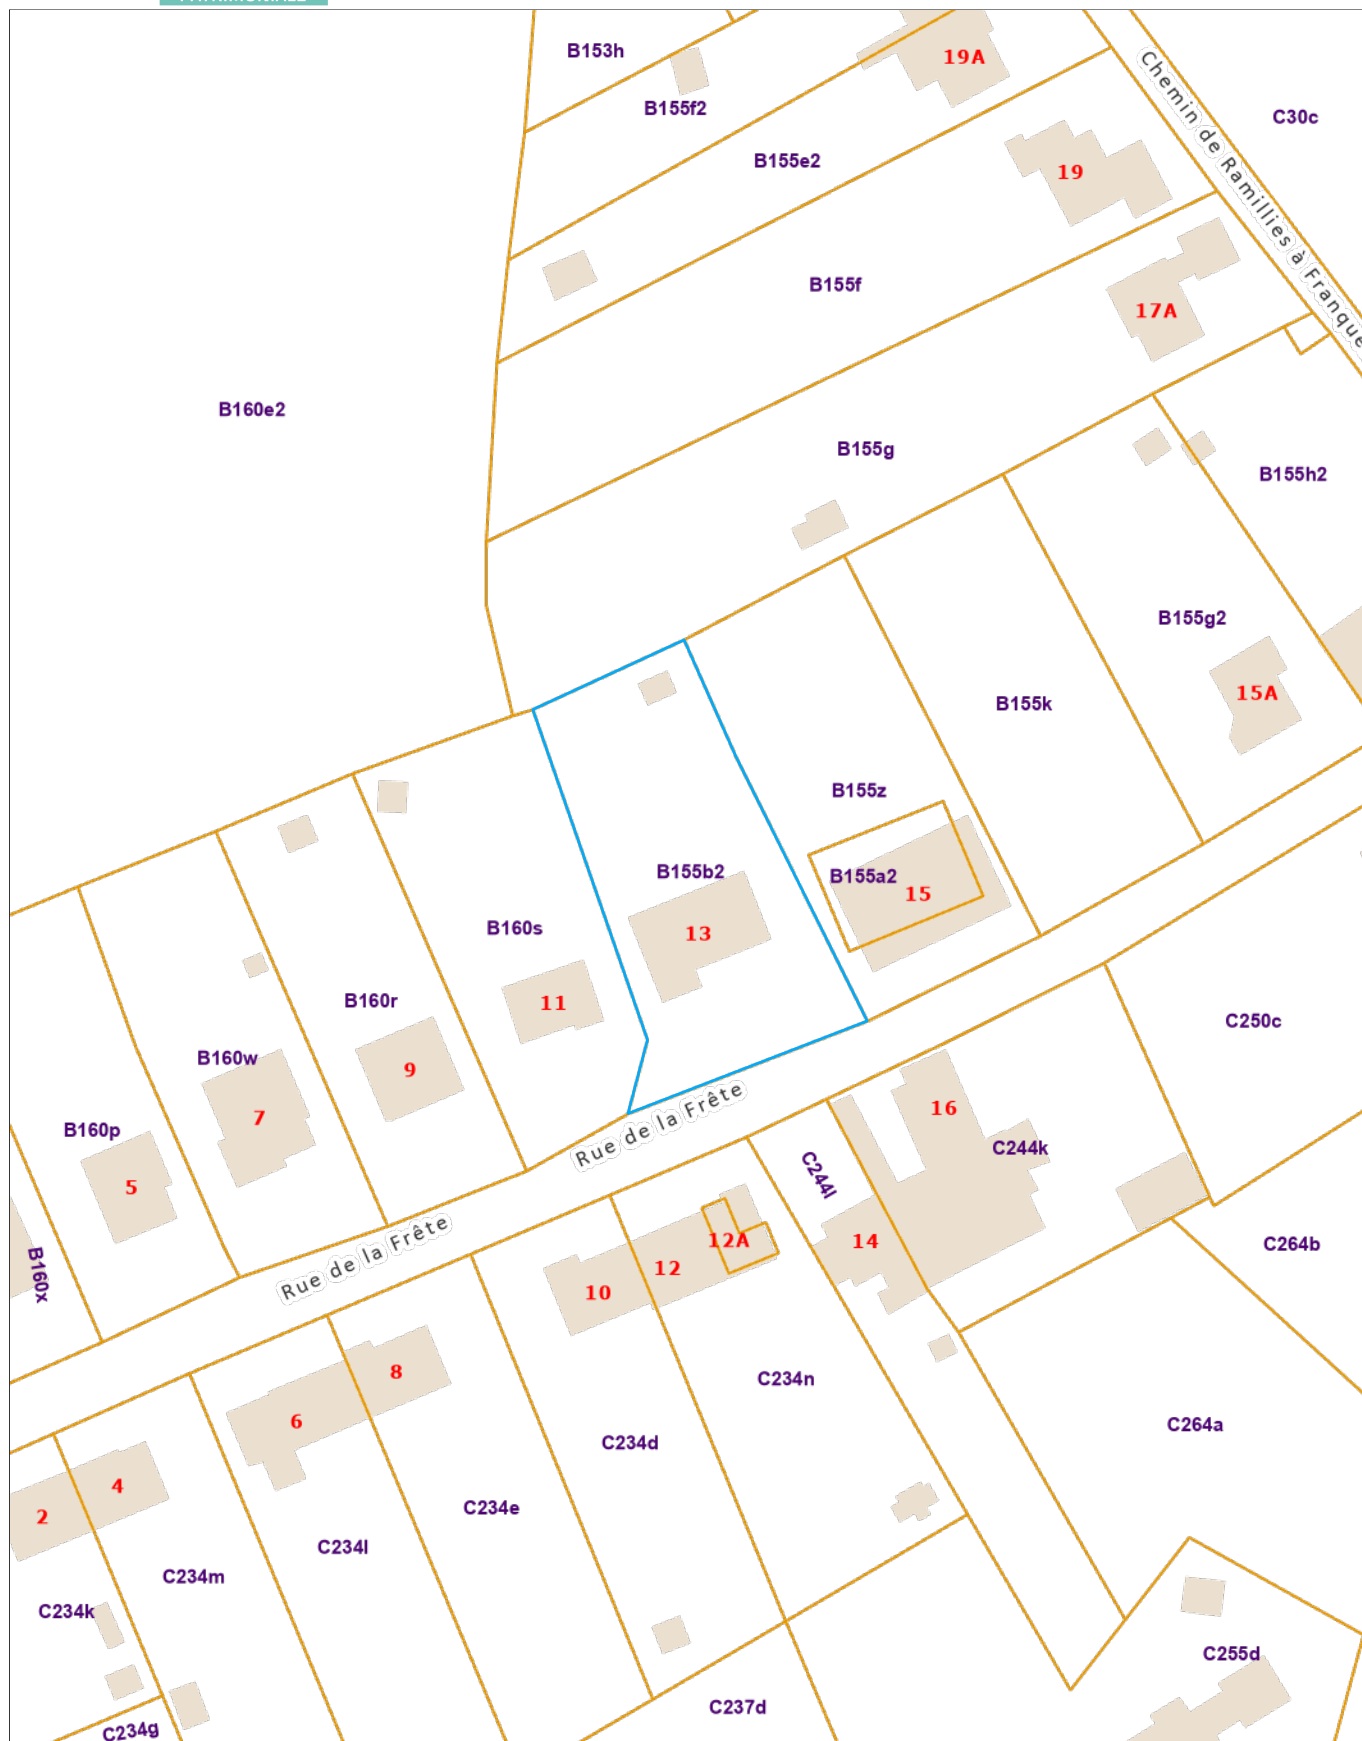 B153h
19A
B155f2
C30c
B155e2
19
Chemin de Ramillies à Franque
B155f
17A
B160e2
B155g
B155h2
B155g2
15A
B155k
B155z
B155b2
B155a2
15
B160s
13
11
B160r
C250c
B160w
9
16
7
Rue de la Frête
B160p
C244k
C244l
5
Rue de la Frête
12A
14
C264b
B160x
12
10
8
C234n
6
C264a
C234d
4
C234e
2
C234l
C234m
C234k
C255d
C237d
C234g